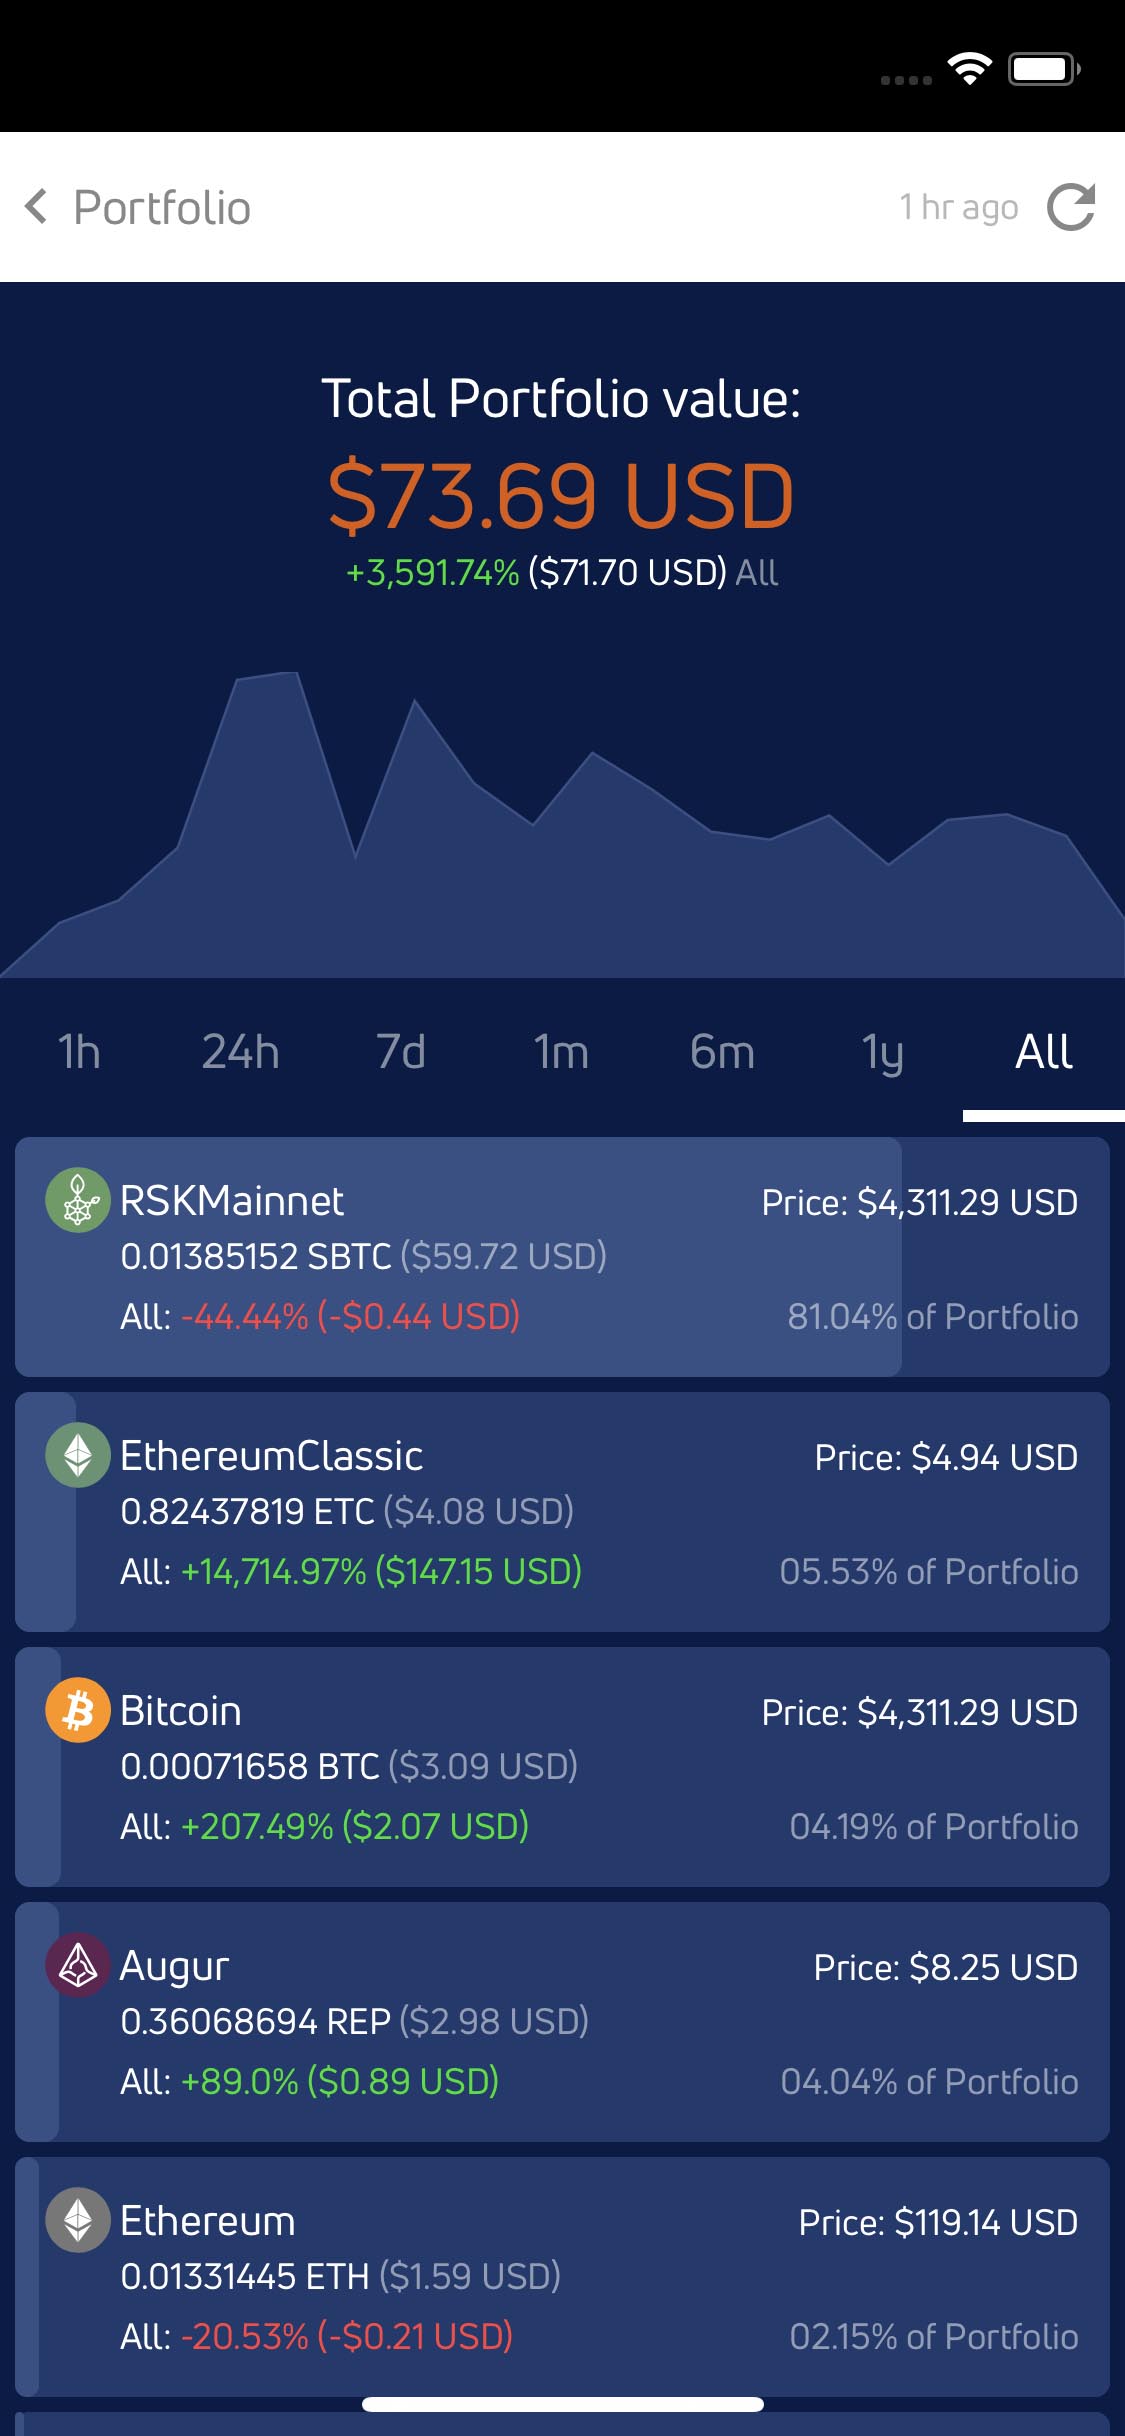 Portfolio
1 hr ago
Total Portfolio value:
$73.69 USD
+3,591.74% ($71.70 USD) All
1h 24h 7d 1m 6m 1y All
RSKMainnet Price: $4,311.29 USD
0.01385152 SBTC ($59.72 USD)
All: -44.44% (-$0.44 USD) 81.04% of Portfolio
EthereumClassic Price: $4.94 USD
0.82437819 ETC ($4.08 USD)
All: +14,714.97% ($147.15 USD) 05.53% of Portfolio
Bitcoin Price: $4,311.29 USD
0.00071658 BTC ($3.09 USD)
All: +207.49% ($2.07 USD) 04.19% of Portfolio
Augur Price: $8.25 USD
0.36068694 REP ($2.98 USD)
All: +89.0% ($0.89 USD) 04.04% of Portfolio
Ethereum Price: $119.14 USD
0.01331445 ETH ($1.59 USD)
All: -20.53% (-$0.21 USD) 02.15% of Portfolio